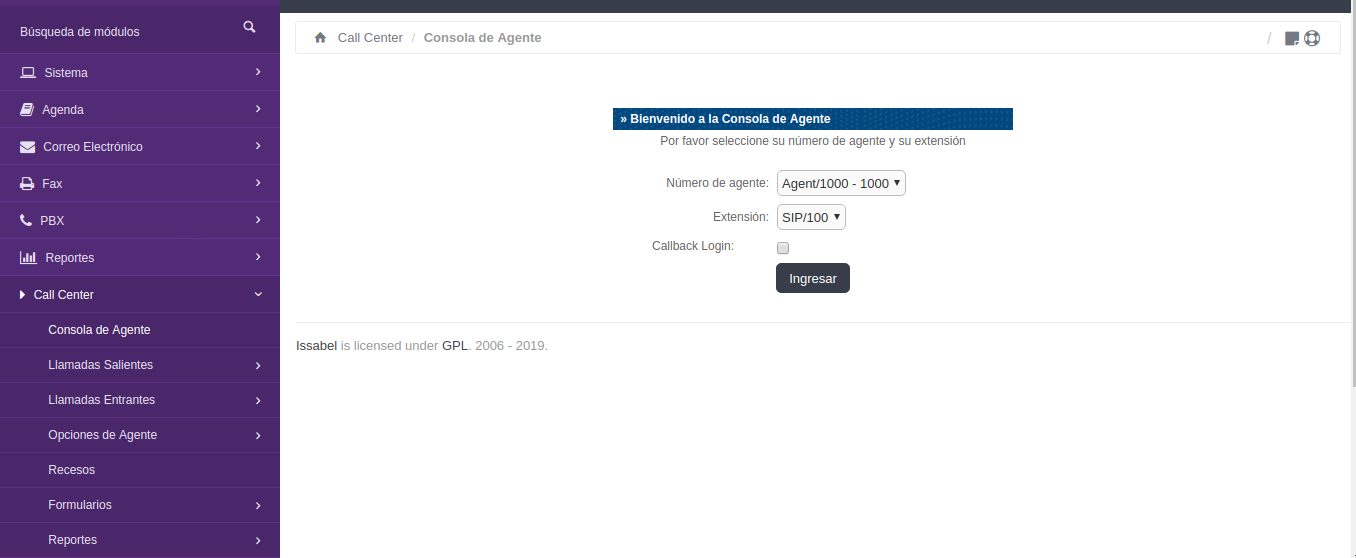 Búsqueda de módulos
Sistema
Agenda
Correo Electrónico
Fax
PBX
Reportes
Call Center
Consola de Agente
Llamadas Salientes
Llamadas Entrantes
Opciones de Agente
Recesos
Formularios
Reportes
Call Center / Consola de Agente /
» Bienvenido a la Consola de Agente
Por favor seleccione su número de agente y su extensión
Número de agente: Agent/1000 - 1000
Extensión: SIP/100
Callback Login:
Ingresar
Issabel is licensed under GPL. 2006 - 2019.